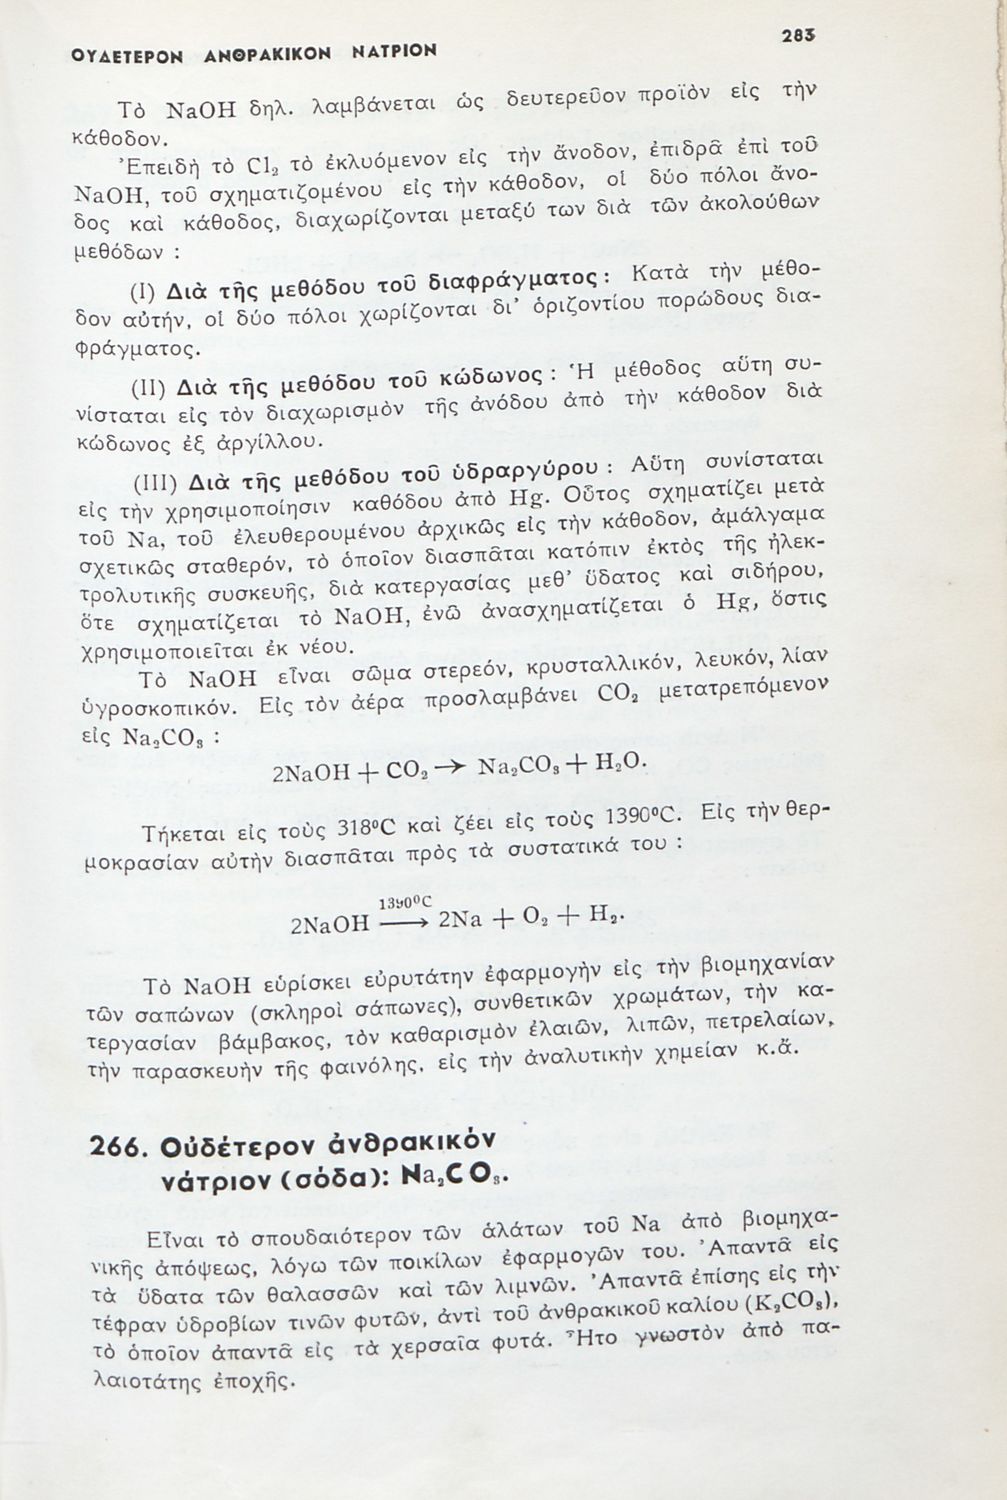 ΟΥΔΕΤΕΡΟΝ ΑΝΘΡΑΚΙΚΟΝ ΝΑΤΡΙΟΝ 283
Τὸ NaOH δηλ. λαμβάνεται ὡς δευτερεῦον προϊὸν εἰς τὴν
κάθοδον.
Ἐπειδὴ τὸ Cl₂ τὸ ἐκλυόμενον εἰς τὴν ἄνοδον, ἐπιδρᾶ ἐπὶ τοῦ
NaOH, τοῦ σχηματιζομένου εἰς τὴν κάθοδον, οἱ δύο πόλοι ἄνο-
δος καὶ κάθοδος, διαχωρίζονται μεταξύ των διὰ τῶν ἀκολούθων
μεθόδων :
(I) Διὰ τῆς μεθόδου τοῦ διαφράγματος : Κατὰ τὴν μέθο-
δον αὐτήν, οἱ δύο πόλοι χωρίζονται δι' ὁριζοντίου πορώδους δια-
φράγματος.
(II) Διὰ τῆς μεθόδου τοῦ κώδωνος : Ἡ μέθοδος αὕτη συ-
νίσταται εἰς τὸν διαχωρισμὸν τῆς ἀνόδου ἀπὸ τὴν κάθοδον διὰ
κώδωνος ἐξ ἀργίλλου.
(III) Διὰ τῆς μεθόδου τοῦ ὑδραργύρου : Αὕτη συνίσταται
εἰς τὴν χρησιμοποίησιν καθόδου ἀπὸ Hg. Οὗτος σχηματίζει μετὰ
τοῦ Na, τοῦ ἐλευθερουμένου ἀρχικῶς εἰς τὴν κάθοδον, ἀμάλγαμα
σχετικῶς σταθερόν, τὸ ὁποῖον διασπᾶται κατόπιν ἐκτὸς τῆς ἠλεκ-
τρολυτικῆς συσκευῆς, διὰ κατεργασίας μεθ' ὕδατος καὶ σιδήρου,
ὅτε σχηματίζεται τὸ NaOH, ἐνῶ ἀνασχηματίζεται ὁ Hg, ὅστις
χρησιμοποιεῖται ἐκ νέου.
Τὸ NaOH εἶναι σῶμα στερεόν, κρυσταλλικόν, λευκόν, λίαν
ὑγροσκοπικόν. Εἰς τὸν ἀέρα προσλαμβάνει CO₂ μετατρεπόμενον
εἰς Na₂CO₃ :
2NaOH + CO₂ → Na₂CO₃ + H₂O.
Τήκεται εἰς τοὺς 318⁰C καὶ ζέει εἰς τοὺς 1390⁰C. Εἰς τὴν θερ-
μοκρασίαν αὐτὴν διασπᾶται πρὸς τὰ συστατικά του :
1390⁰C
2NaOH → 2Na + O₂ + H₂.
Τὸ NaOH εὑρίσκει εὐρυτάτην ἐφαρμογὴν εἰς τὴν βιομηχανίαν
τῶν σαπώνων (σκληροὶ σάπωνες), συνθετικῶν χρωμάτων, τὴν κα-
τεργασίαν βάμβακος, τὸν καθαρισμὸν ἐλαιῶν, λιπῶν, πετρελαίων,
τὴν παρασκευὴν τῆς φαινόλης, εἰς τὴν ἀναλυτικὴν χημείαν κ.ἄ.
266. Οὐδέτερον ἀνθρακικόν
νάτριον (σόδα): Na₂CO₃.
Εἶναι τὸ σπουδαιότερον τῶν ἁλάτων τοῦ Na ἀπὸ βιομηχα-
νικῆς ἀπόψεως, λόγω τῶν ποικίλων ἐφαρμογῶν του. Ἀπαντᾶ εἰς
τὰ ὕδατα τῶν θαλασσῶν καὶ τῶν λιμνῶν. Ἀπαντᾶ ἐπίσης εἰς τὴν
τέφραν ὑδροβίων τινῶν φυτῶν, ἀντὶ τοῦ ἀνθρακικοῦ καλίου (K₂CO₃),
τὸ ὁποῖον ἀπαντᾶ εἰς τὰ χερσαῖα φυτά. Ἦτο γνωστὸν ἀπὸ πα-
λαιοτάτης ἐποχῆς.